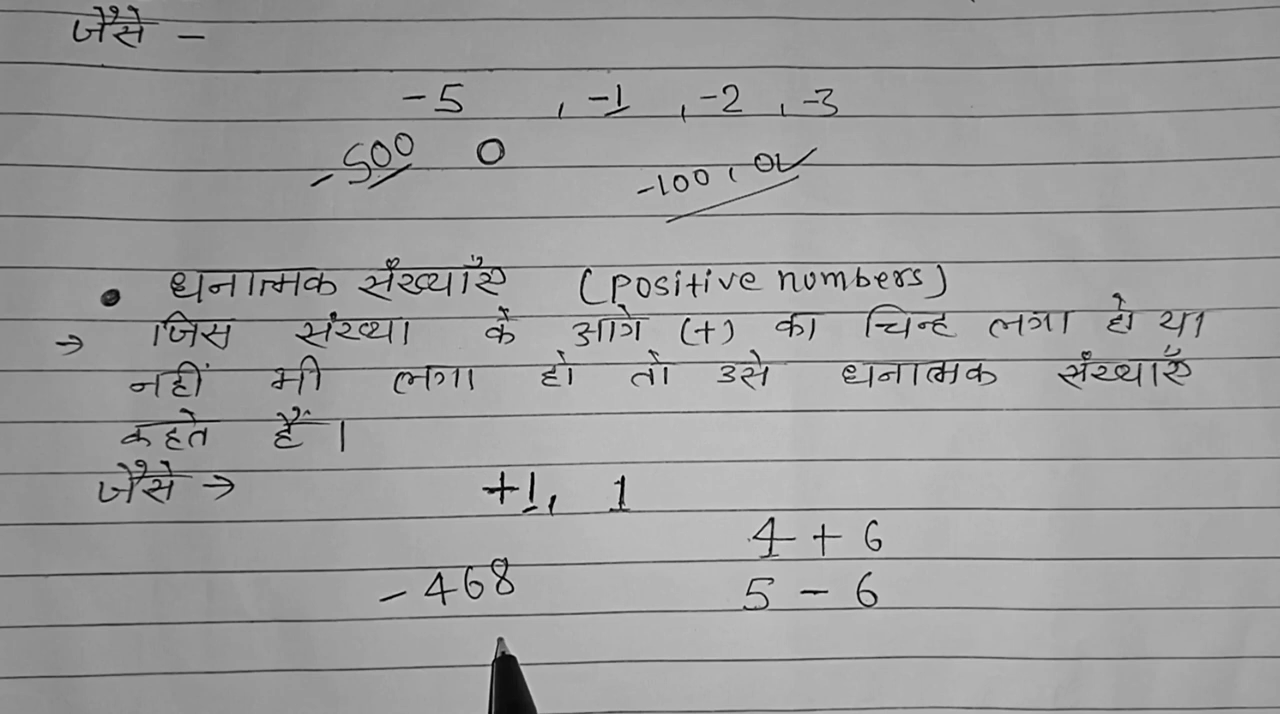 जैसे –
-5 , -1 , -2 , -3
-500 0 -100, 0
• धनात्मक सँख्याएँ (Positive numbers)
→ जिस संख्या के आगे (+) का चिन्ह लगा हो या
नहीं भी लगा हो तो उसे धनात्मक सँख्याएँ
कहते हैं ।
जैसे → +1, 1
4 + 6
-468 5 - 6